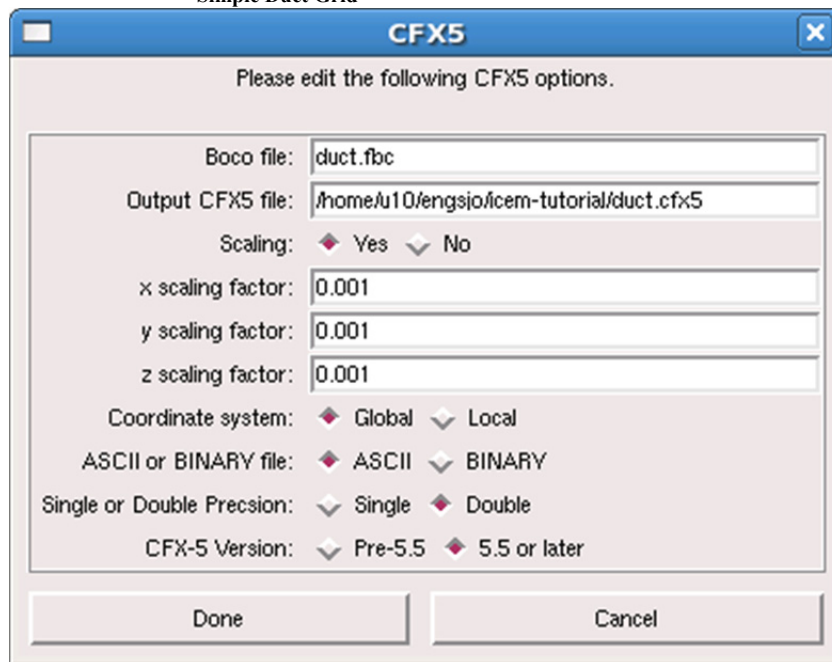 Simple Duct Grid
CFX5
Please edit the following CFX5 options.
Boco file: duct.fbc
Output CFX5 file: /home/u10/engsjo/icem-tutorial/duct.cfx5
Scaling: Yes No
x scaling factor: 0.001
y scaling factor: 0.001
z scaling factor: 0.001
Coordinate system: Global Local
ASCII or BINARY file: ASCII BINARY
Single or Double Precsion: Single Double
CFX-5 Version: Pre-5.5 5.5 or later
Done Cancel